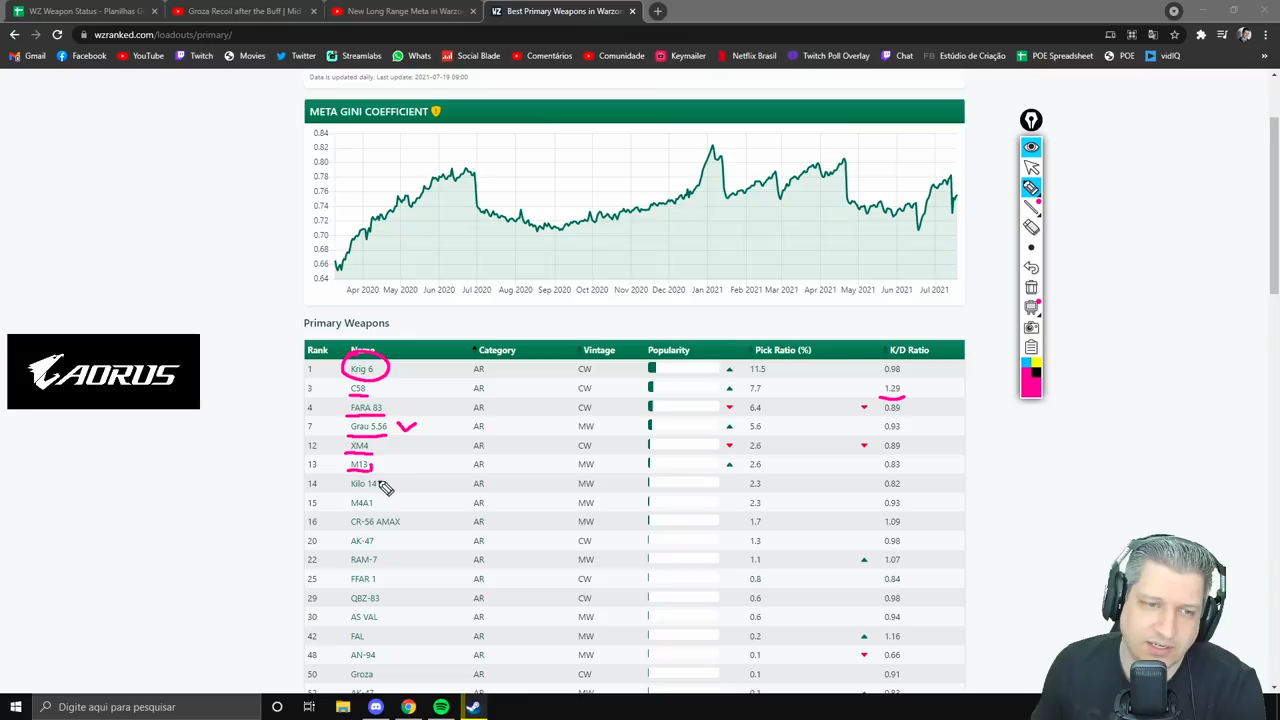 WZ Weapon Status - Planilhas G
Groza Recoil after the Buff | Mid
New Long Range Meta in Warzo
WZ Best Primary Weapons in Warzon
wzranked.com/loadouts/primary/
Gmail Facebook YouTube Twitch Movies Twitter Streamlabs Whats Social Blade Comentários Comunidade Keymailer Netflix Brasil Twitch Poll Overlay Chat FB Estúdio de Criação POE Spreadsheet POE vidIQ »
Data is updated daily. Last update: 2021-07-19 09:00
META GINI COEFFICIENT
0.84
0.82
0.80
0.78
0.76
0.74
0.72
0.70
0.68
0.66
0.64
Apr 2020 May 2020 Jun 2020 Jul 2020 Aug 2020 Sep 2020 Oct 2020 Nov 2020 Dec 2020 Jan 2021 Feb 2021 Mar 2021 Apr 2021 May 2021 Jun 2021 Jul 2021
Primary Weapons
Rank Name Category Vintage Popularity Pick Ratio (%) K/D Ratio
1 Krig 6 AR CW 11.5 0.98
3 C58 AR CW 7.7 1.29
4 FARA 83 AR CW 6.4 0.89
7 Grau 5.56 AR MW 5.6 0.93
12 XM4 AR CW 2.6 0.89
13 M13 AR MW 2.6 0.83
14 Kilo 14 AR MW 2.3 0.82
15 M4A1 AR MW 2.3 0.93
16 CR-56 AMAX AR MW 1.7 1.09
20 AK-47 AR CW 1.3 0.98
22 RAM-7 AR MW 1.1 1.07
25 FFAR 1 AR CW 0.8 0.84
29 QBZ-83 AR CW 0.6 0.98
30 AS VAL AR MW 0.6 0.94
42 FAL AR MW 0.2 1.16
48 AN-94 AR MW 0.1 0.66
50 Groza AR CW 0.1 0.91
52 AK-47 AR MW 0.1 0.83
AORUS
Digite aqui para pesquisar